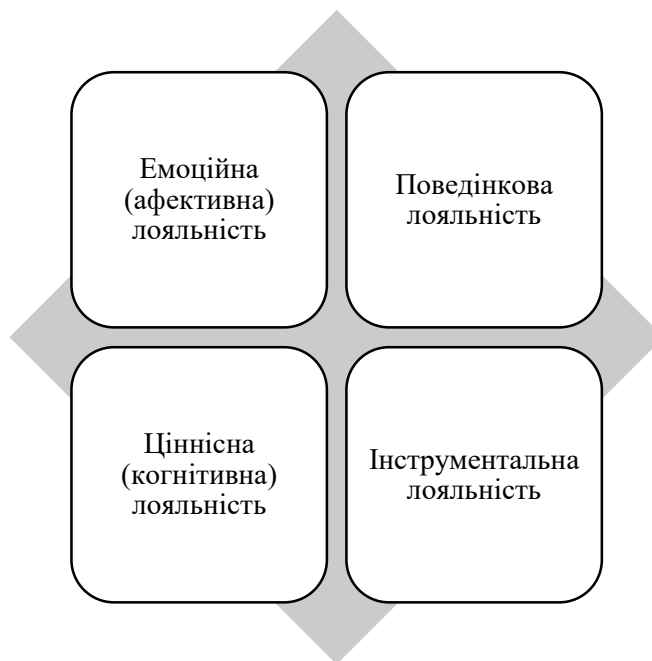 Емоційна
(афективна)
лояльність
Поведінкова
лояльність
Ціннісна
(когнітивна)
лояльність
Інструментальна
лояльність